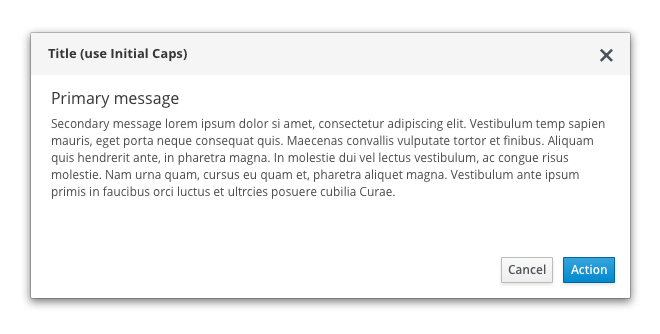 Title (use Initial Caps)
Primary message
Secondary message lorem ipsum dolor si amet, consectetur adipiscing elit. Vestibulum temp sapien
mauris, eget porta neque consequat quis. Maecenas convallis vulputate tortor et finibus. Aliquam
quis hendrerit ante, in pharetra magna. In molestie dui vel lectus vestibulum, ac congue risus
molestie. Nam urna quam, cursus eu quam et, pharetra aliquet magna. Vestibulum ante ipsum
primis in faucibus orci luctus et ultrcies posuere cubilia Curae.
Cancel Action